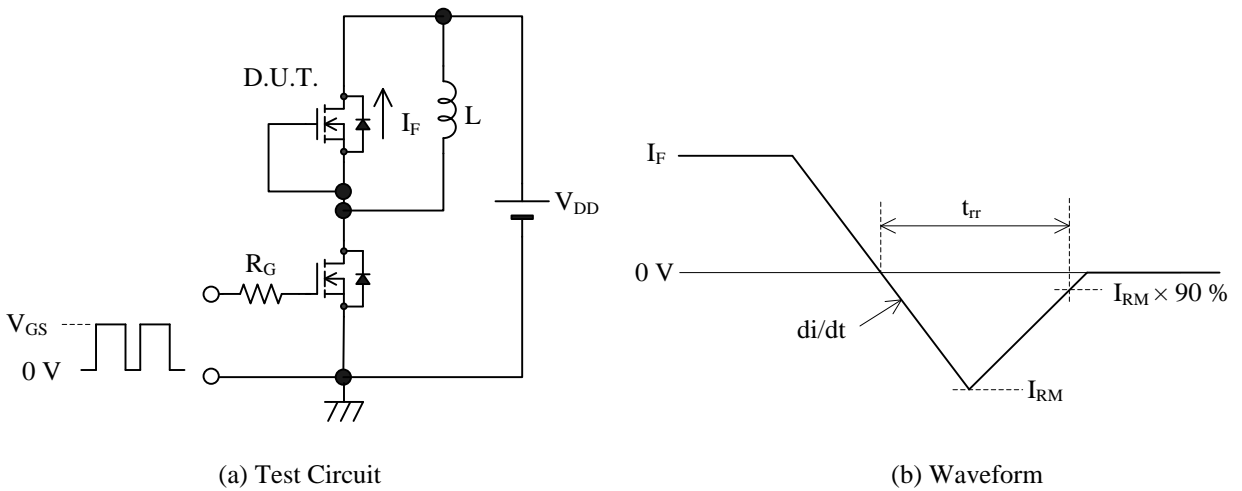 D.U.T.
I_F
L
V_DD
R_G
V_GS
0 V
(a) Test Circuit
I_F
t_rr
0 V
I_RM × 90 %
di/dt
I_RM
(b) Waveform